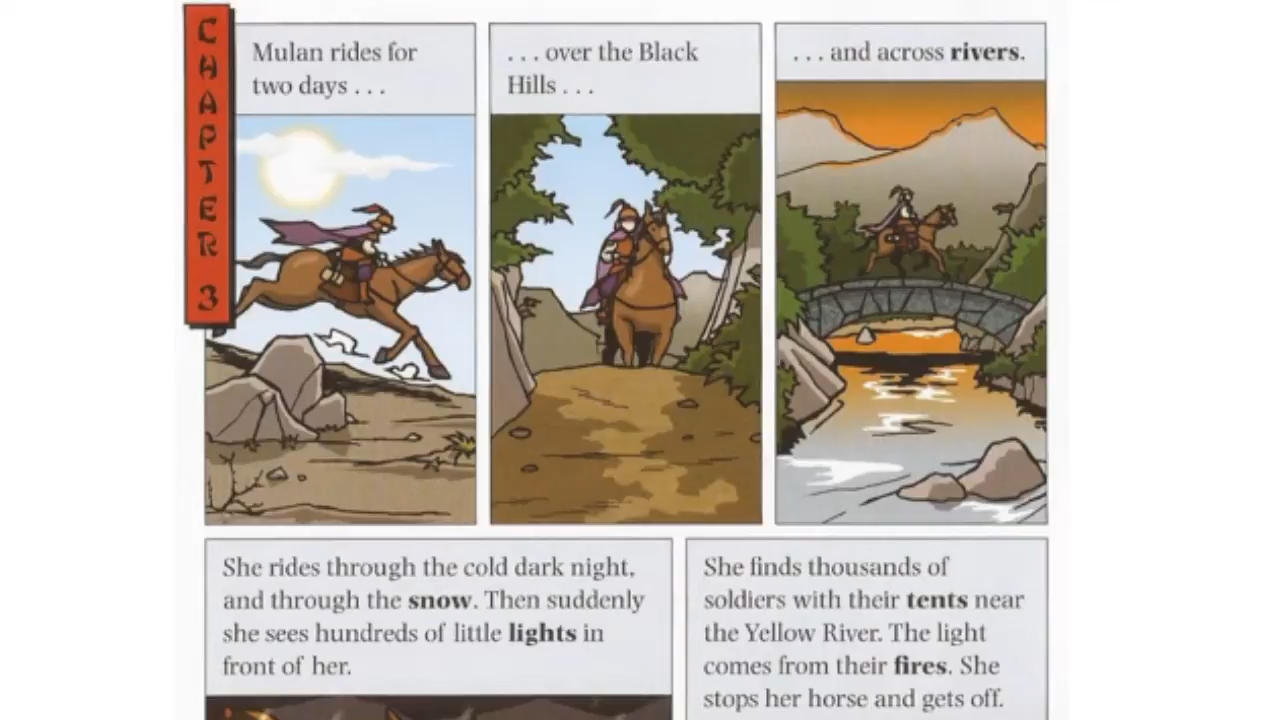 CHAPTER 3
Mulan rides for
two days . . .
. . . over the Black
Hills . . .
. . . and across rivers.
She rides through the cold dark night,
and through the snow. Then suddenly
she sees hundreds of little lights in
front of her.
She finds thousands of
soldiers with their tents near
the Yellow River. The light
comes from their fires. She
stops her horse and gets off.